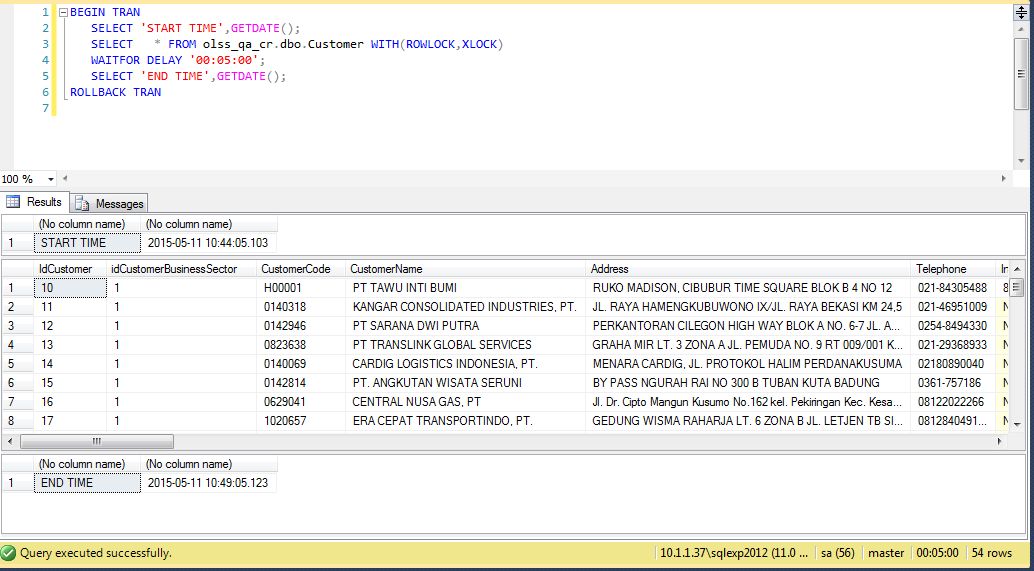 1 BEGIN TRAN
2 SELECT 'START TIME',GETDATE();
3 SELECT * FROM olss_qa_cr.dbo.Customer WITH(ROWLOCK,XLOCK)
4 WAITFOR DELAY '00:05:00';
5 SELECT 'END TIME',GETDATE();
6 ROLLBACK TRAN
7
100 %
Results Messages
(No column name) (No column name)
1 START TIME 2015-05-11 10:44:05.103
IdCustomer idCustomerBusinessSector CustomerCode CustomerName Address Telephone
1 10 1 H00001 PT TAWU INTI BUMI RUKO MADISON, CIBUBUR TIME SQUARE BLOK B 4 NO 12 021-84305488 8
2 11 1 0140318 KANGAR CONSOLIDATED INDUSTRIES, PT. JL. RAYA HAMENGKUBUWONO IX/JL. RAYA BEKASI KM 24,5 021-46951009 N
3 12 1 0142946 PT SARANA DWI PUTRA PERKANTORAN CILEGON HIGH WAY BLOK A NO. 6-7 JL. A... 0254-8494330 N
4 13 1 0823638 PT TRANSLINK GLOBAL SERVICES GRAHA MIR LT. 3 ZONA A JL. PEMUDA NO. 9 RT 009/001 K... 021-29368933 N
5 14 1 0140069 CARDIG LOGISTICS INDONESIA, PT. MENARA CARDIG, JL. PROTOKOL HALIM PERDANAKUSUMA 02180890040 N
6 15 1 0142814 PT. ANGKUTAN WISATA SERUNI BY PASS NGURAH RAI NO 300 B TUBAN KUTA BADUNG 0361-757186 N
7 16 1 0629041 CENTRAL NUSA GAS, PT Jl. Dr. Cipto Mangun Kusumo No.162 kel. Pekiringan Kec. Kesa... 08122022266 N
8 17 1 1020657 ERA CEPAT TRANSPORTINDO, PT. GEDUNG WISMA RAHARJA LT. 6 ZONA B JL. LETJEN TB SI... 0812840491... N
(No column name) (No column name)
1 END TIME 2015-05-11 10:49:05.123
Query executed successfully. 10.1.1.37\sqlexp2012 (11.0 ... sa (56) master 00:05:00 54 rows